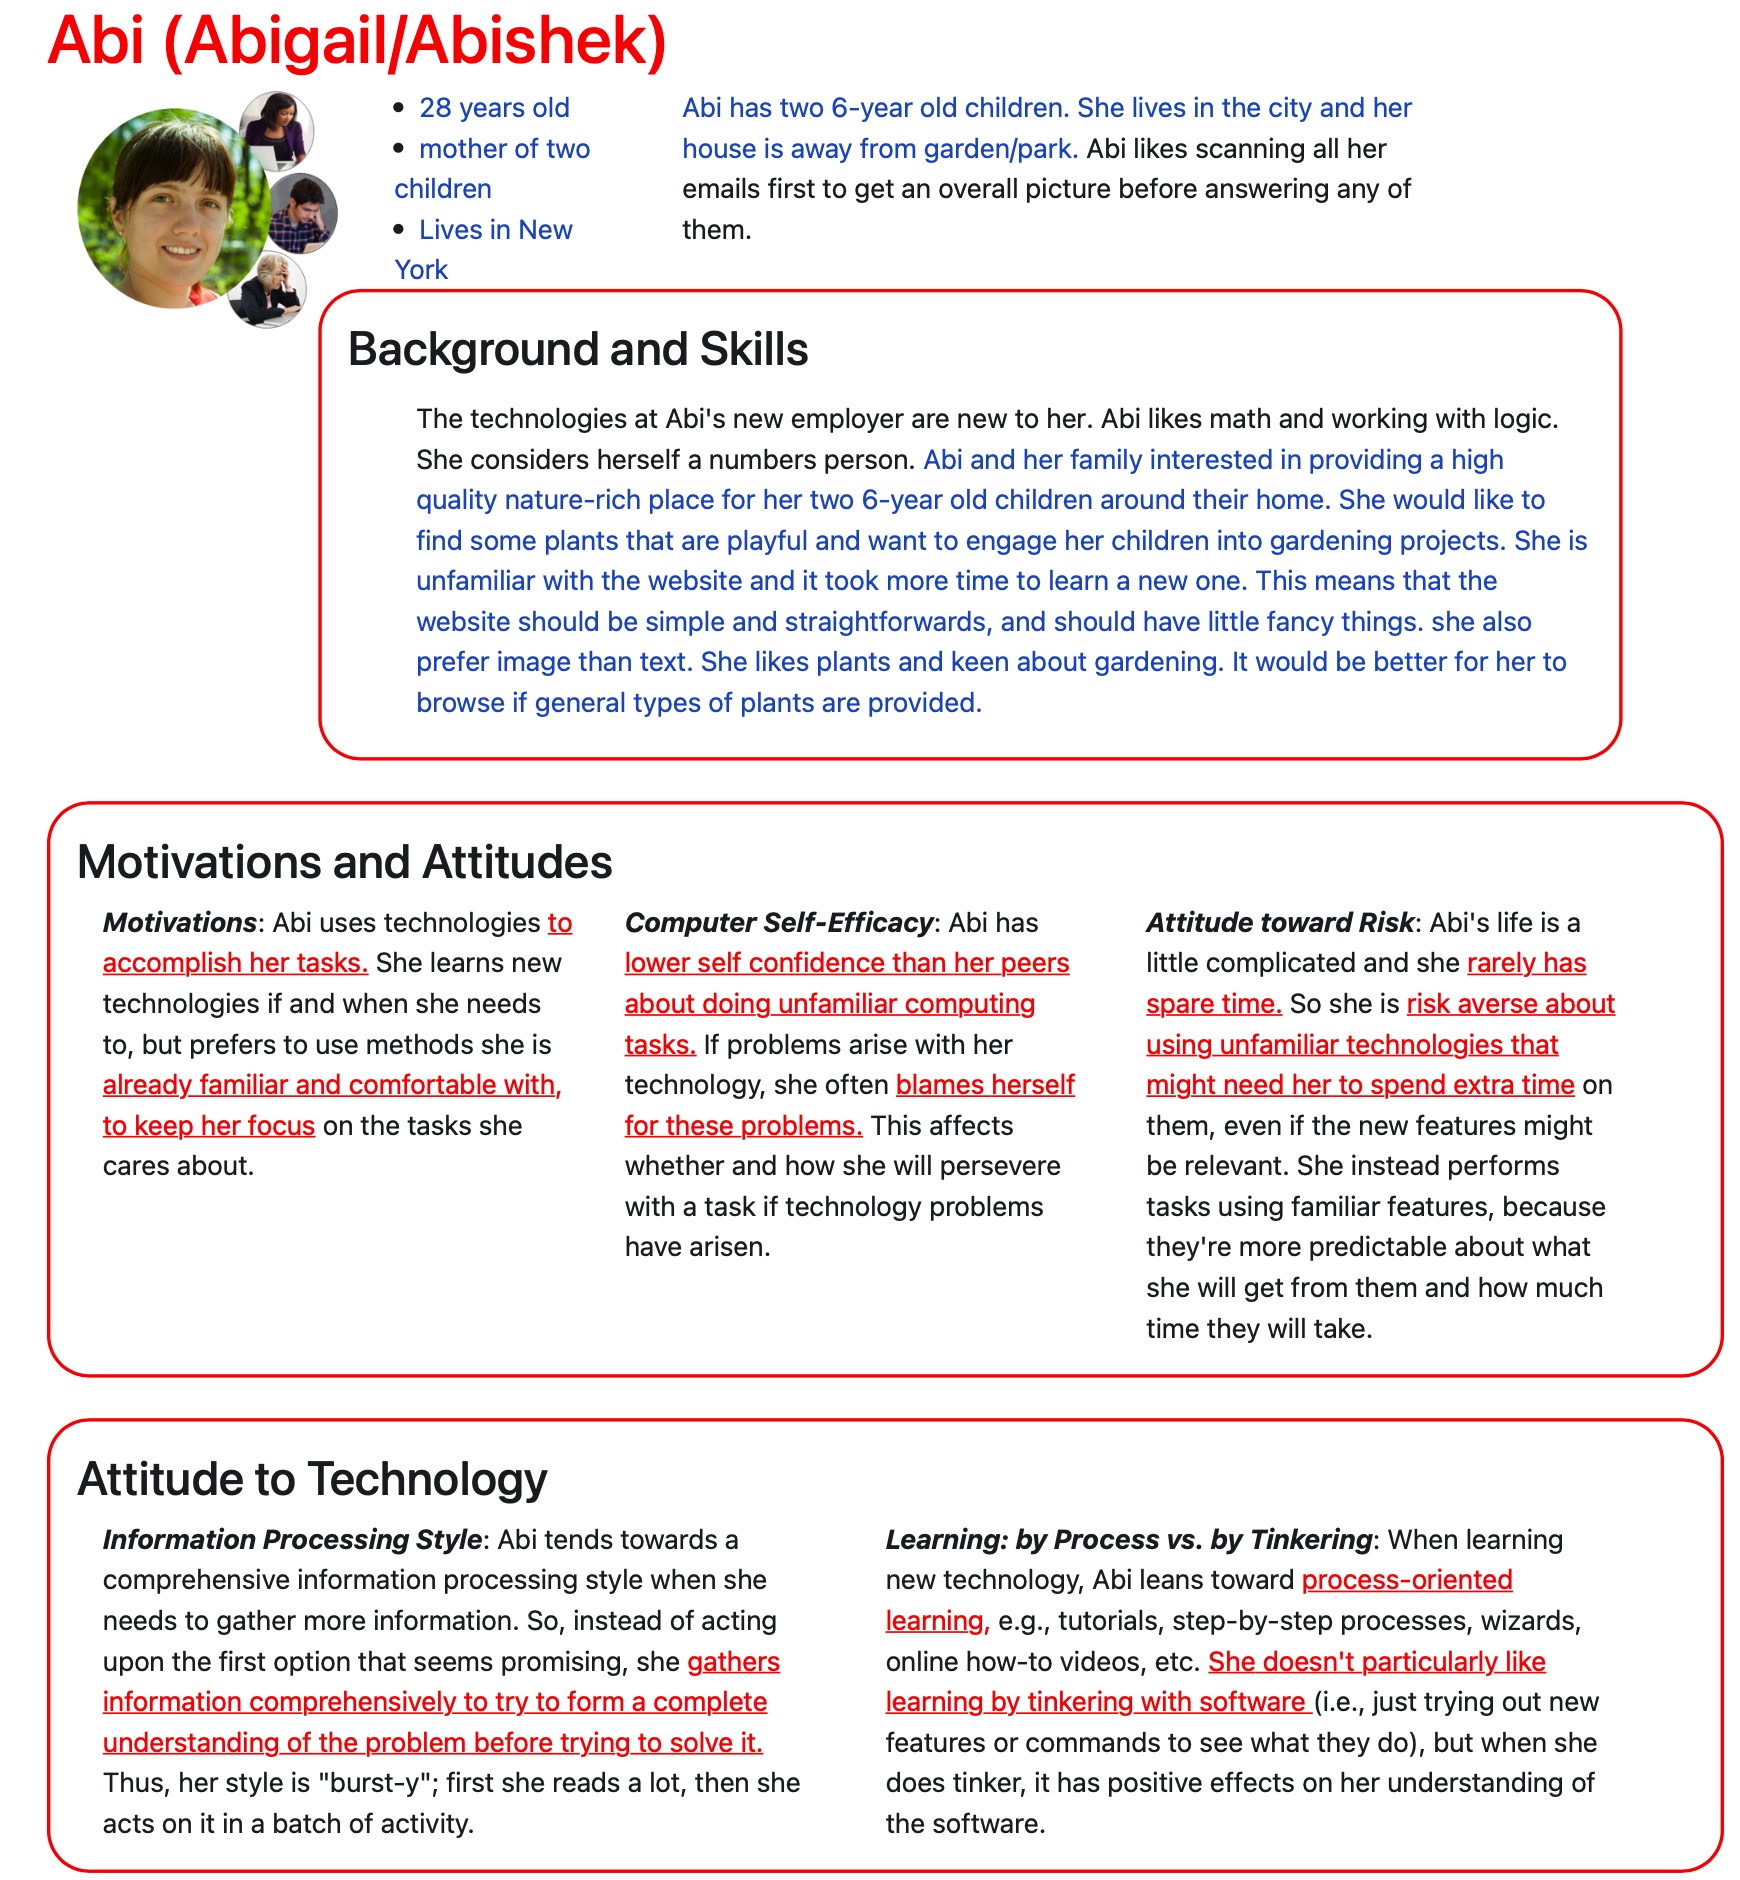 Abi (Abigail/Abishek)
• 28 years old
• mother of two
children
• Lives in New
York
Abi has two 6-year old children. She lives in the city and her
house is away from garden/park. Abi likes scanning all her
emails first to get an overall picture before answering any of
them.
Background and Skills
The technologies at Abi's new employer are new to her. Abi likes math and working with logic.
She considers herself a numbers person. Abi and her family interested in providing a high
quality nature-rich place for her two 6-year old children around their home. She would like to
find some plants that are playful and want to engage her children into gardening projects. She is
unfamiliar with the website and it took more time to learn a new one. This means that the
website should be simple and straightforwards, and should have little fancy things. she also
prefer image than text. She likes plants and keen about gardening. It would be better for her to
browse if general types of plants are provided.
Motivations and Attitudes
Motivations: Abi uses technologies to
accomplish her tasks. She learns new
technologies if and when she needs
to, but prefers to use methods she is
already familiar and comfortable with,
to keep her focus on the tasks she
cares about.
Computer Self-Efficacy: Abi has
lower self confidence than her peers
about doing unfamiliar computing
tasks. If problems arise with her
technology, she often blames herself
for these problems. This affects
whether and how she will persevere
with a task if technology problems
have arisen.
Attitude toward Risk: Abi's life is a
little complicated and she rarely has
spare time. So she is risk averse about
using unfamiliar technologies that
might need her to spend extra time on
them, even if the new features might
be relevant. She instead performs
tasks using familiar features, because
they're more predictable about what
she will get from them and how much
time they will take.
Attitude to Technology
Information Processing Style: Abi tends towards a
comprehensive information processing style when she
needs to gather more information. So, instead of acting
upon the first option that seems promising, she gathers
information comprehensively to try to form a complete
understanding of the problem before trying to solve it.
Thus, her style is "burst-y"; first she reads a lot, then she
acts on it in a batch of activity.
Learning: by Process vs. by Tinkering: When learning
new technology, Abi leans toward process-oriented
learning, e.g., tutorials, step-by-step processes, wizards,
online how-to videos, etc. She doesn't particularly like
learning by tinkering with software (i.e., just trying out new
features or commands to see what they do), but when she
does tinker, it has positive effects on her understanding of
the software.